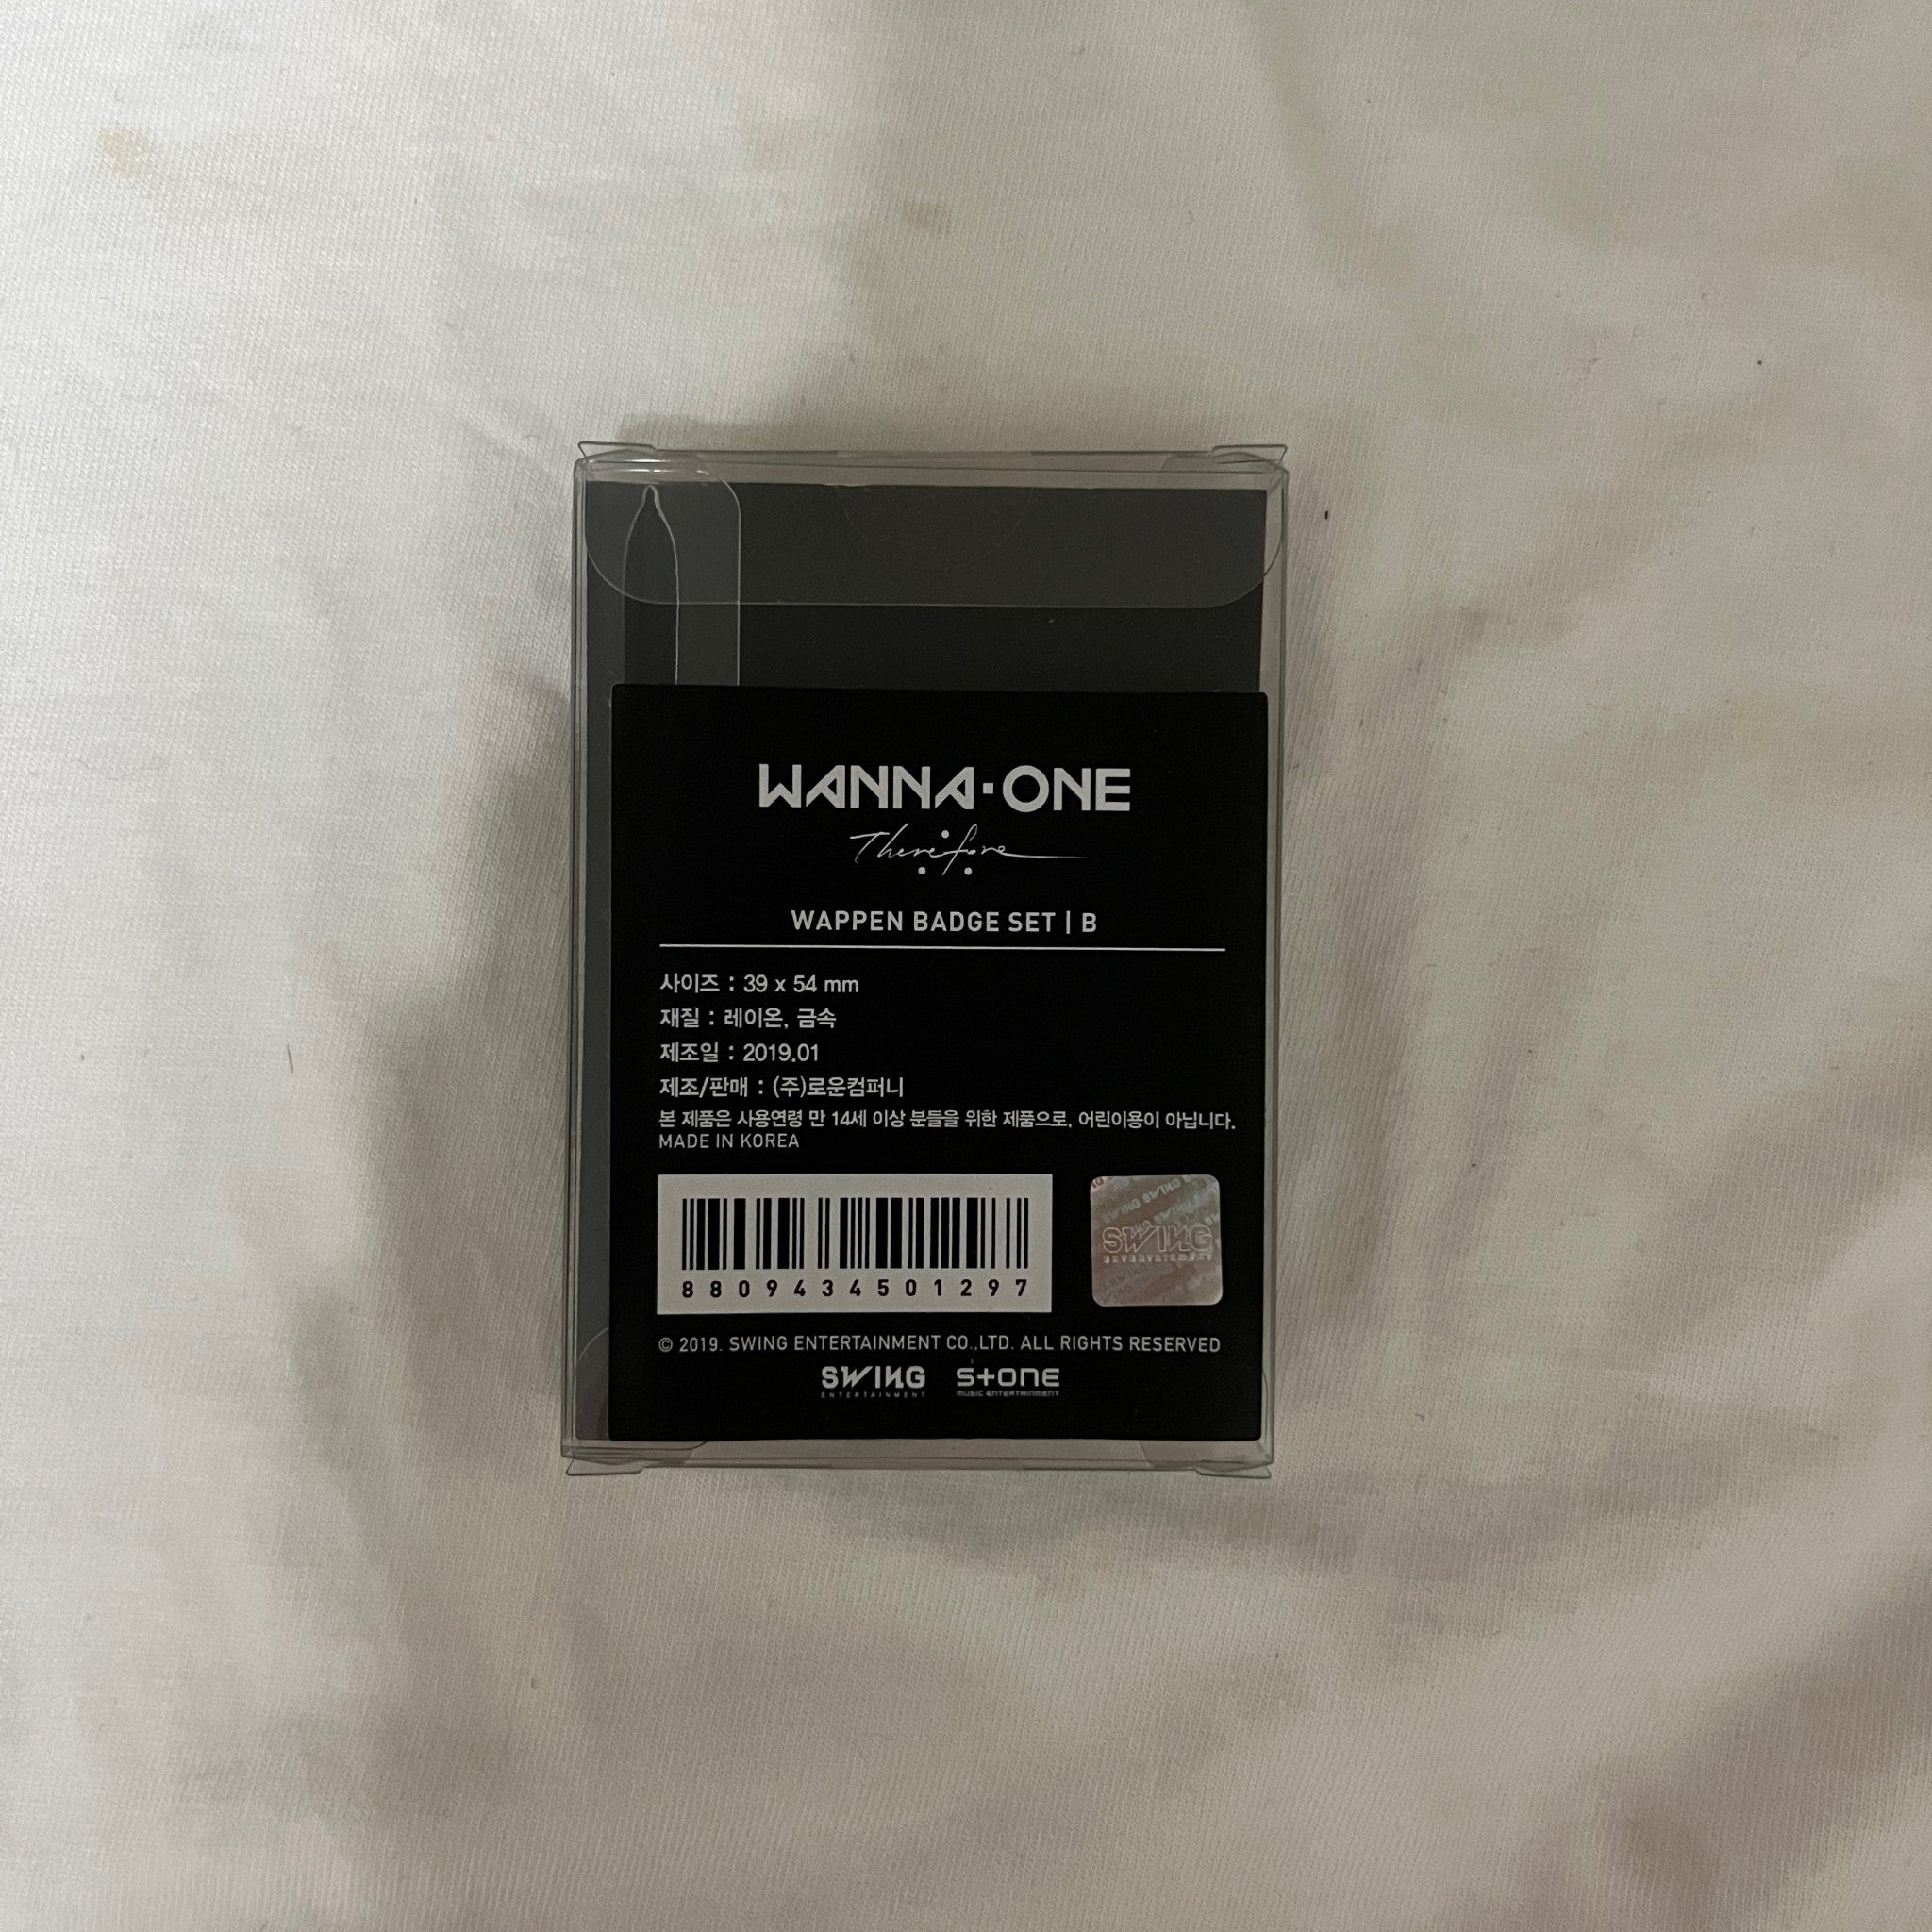 WANNA·ONE
Therefore
WAPPEN BADGE SET | B
사이즈 : 39 x 54 mm
재질 : 레이온, 금속
제조일 : 2019.01
제조/판매 : (주)로운컴퍼니
본 제품은 사용연령 만 14세 이상 분들을 위한 제품으로, 어린이용이 아닙니다.
MADE IN KOREA
8809434501297
SWING
ENTERTAINMENT
© 2019. SWING ENTERTAINMENT CO.,LTD. ALL RIGHTS RESERVED
SWING
ENTERTAINMENT
STONE
MUSIC ENTERTAINMENT